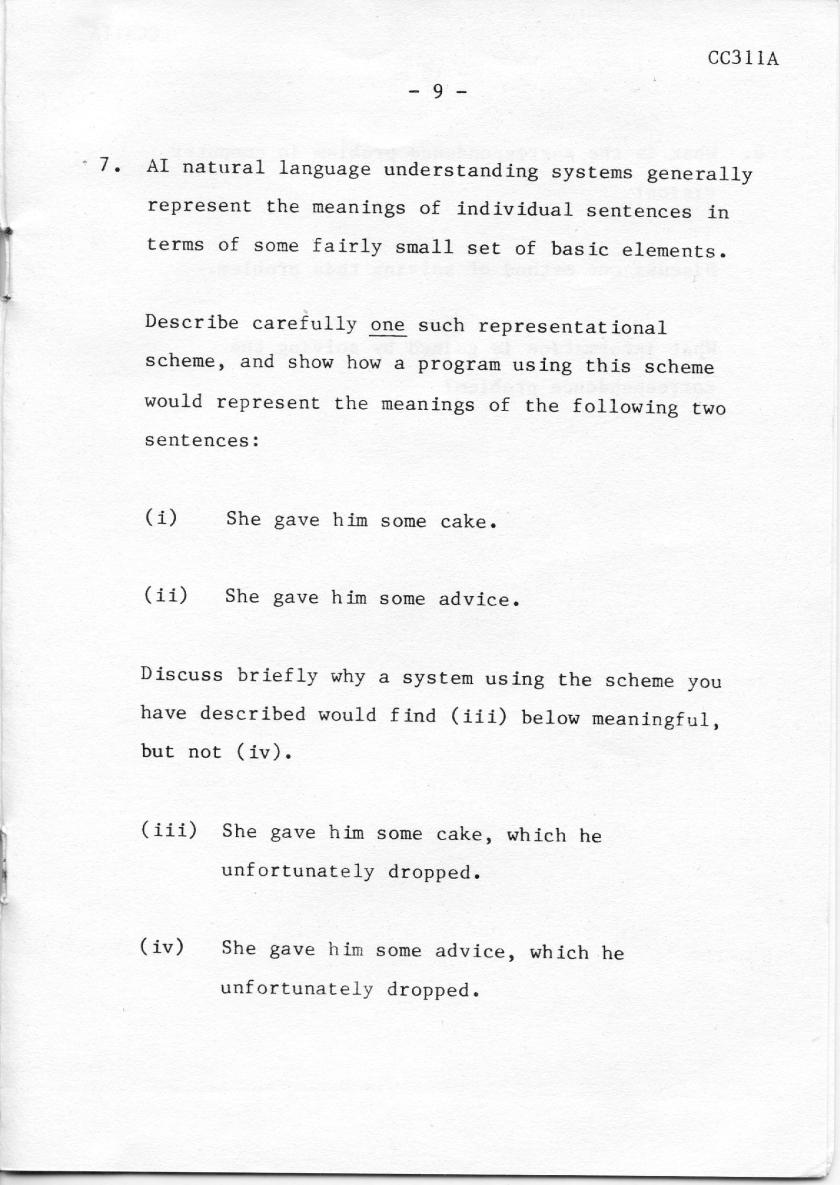 CC311A
- 9 -
7. AI natural language understanding systems generally
represent the meanings of individual sentences in
terms of some fairly small set of basic elements.
Describe carefully one such representational
scheme, and show how a program using this scheme
would represent the meanings of the following two
sentences:
(i) She gave him some cake.
(ii) She gave him some advice.
Discuss briefly why a system using the scheme you
have described would find (iii) below meaningful,
but not (iv).
(iii) She gave him some cake, which he
unfortunately dropped.
(iv) She gave him some advice, which he
unfortunately dropped.